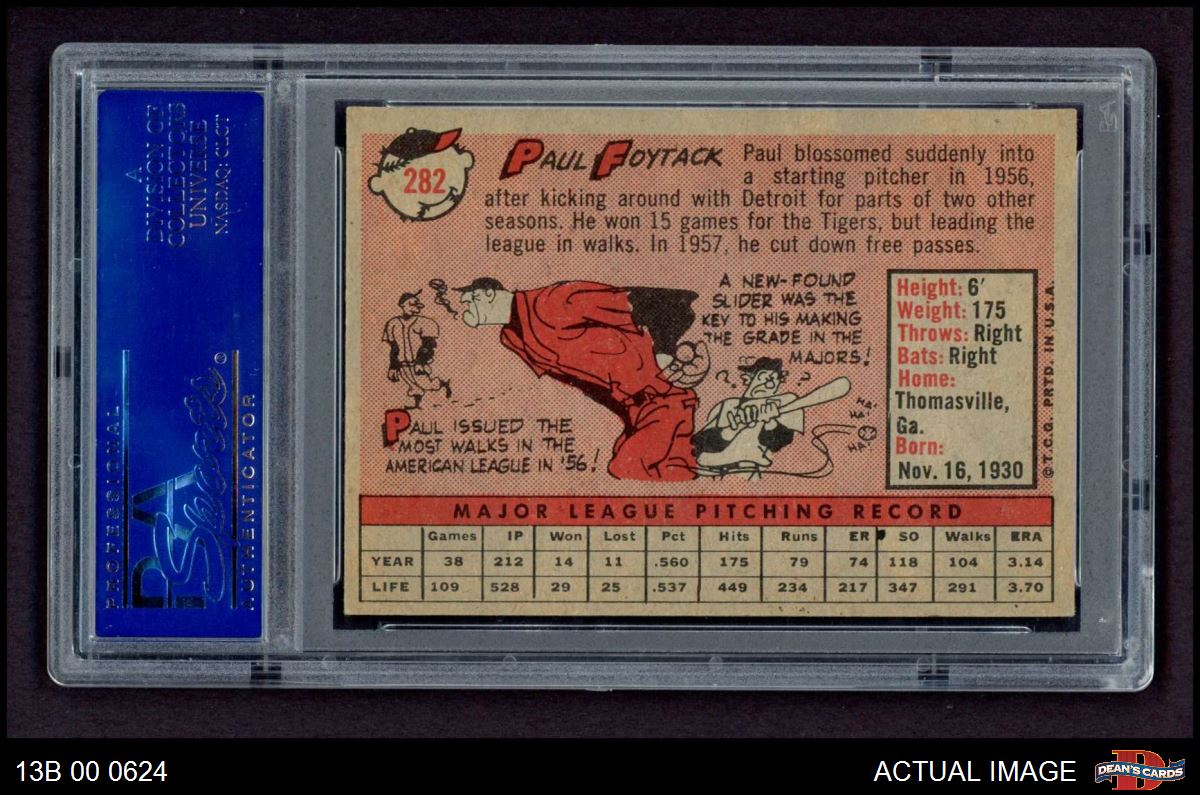 A
DIVISION OF
COLLECTORS
UNIVERSE
NASDAQ: CLCT
PROFESSIONAL
PSA
Sports
®
AUTHENTICATOR
282
PAUL FOYTACK
Paul blossomed suddenly into
a starting pitcher in 1956,
after kicking around with Detroit for parts of two other
seasons. He won 15 games for the Tigers, but leading the
league in walks. In 1957, he cut down free passes.
A NEW-FOUND
SLIDER WAS THE
KEY TO HIS MAKING
THE GRADE IN THE
MAJORS!
PAUL ISSUED THE
MOST WALKS IN THE
AMERICAN LEAGUE IN '56!
? ?
HA!
HA!
HA!
Height: 6'
Weight: 175
Throws: Right
Bats: Right
Home:
Thomasville,
Ga.
Born:
Nov. 16, 1930
© T.C.G. PRTD. IN U.S.A.
MAJOR LEAGUE PITCHING RECORD
Games IP Won Lost Pct Hits Runs ER SO Walks ERA
YEAR 38 212 14 11 .560 175 79 74 118 104 3.14
LIFE 109 528 29 25 .537 449 234 217 347 291 3.70
13B 00 0624
ACTUAL IMAGE
D
DEAN'S CARDS